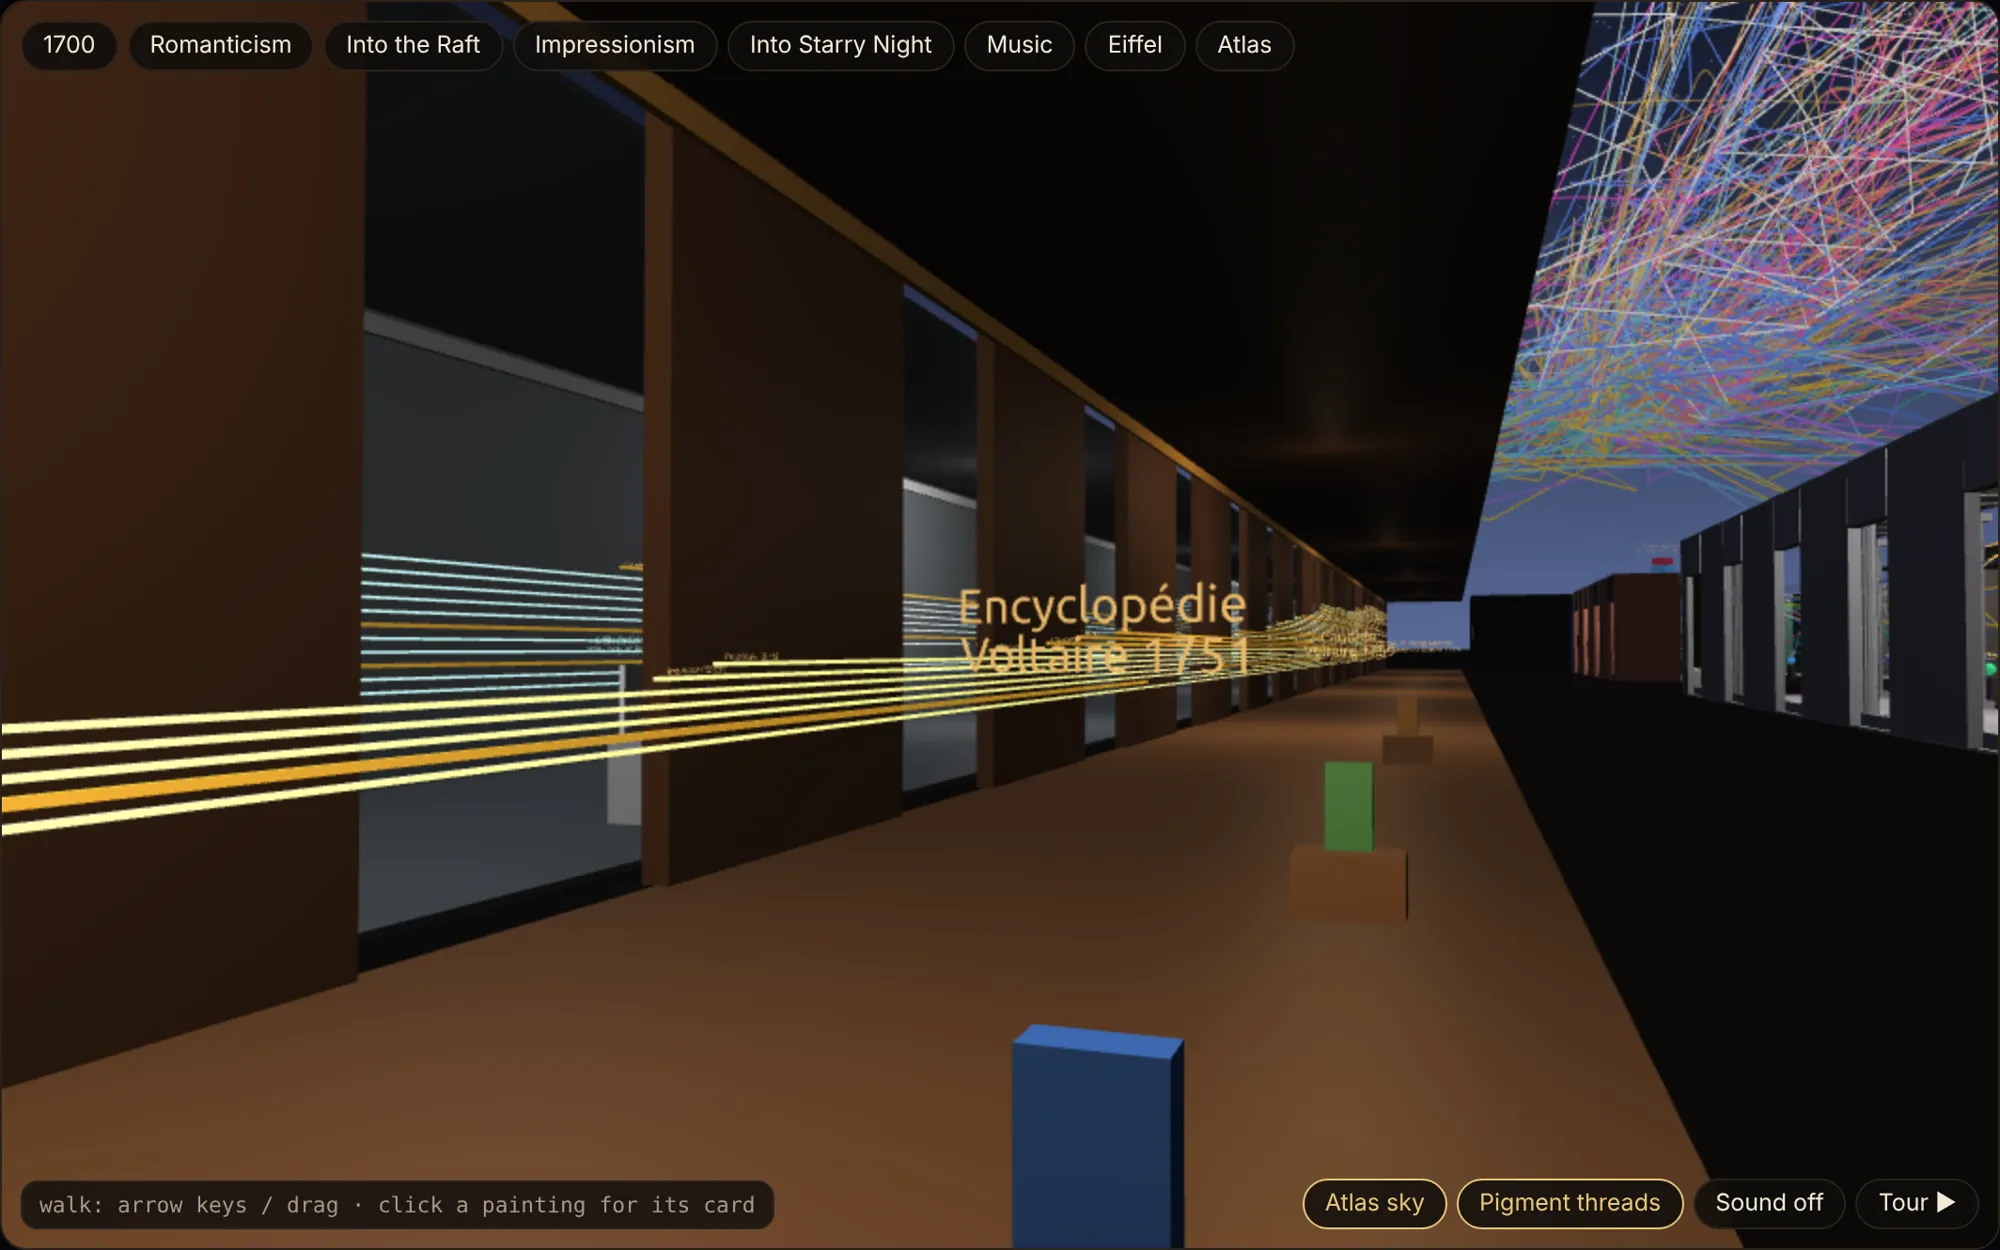 1700
Romanticism
Into the Raft
Impressionism
Into Starry Night
Music
Eiffel
Atlas
Encyclopédie
Voltaire 1751
walk: arrow keys / drag · click a painting for its card
Atlas sky
Pigment threads
Sound off
Tour ▶